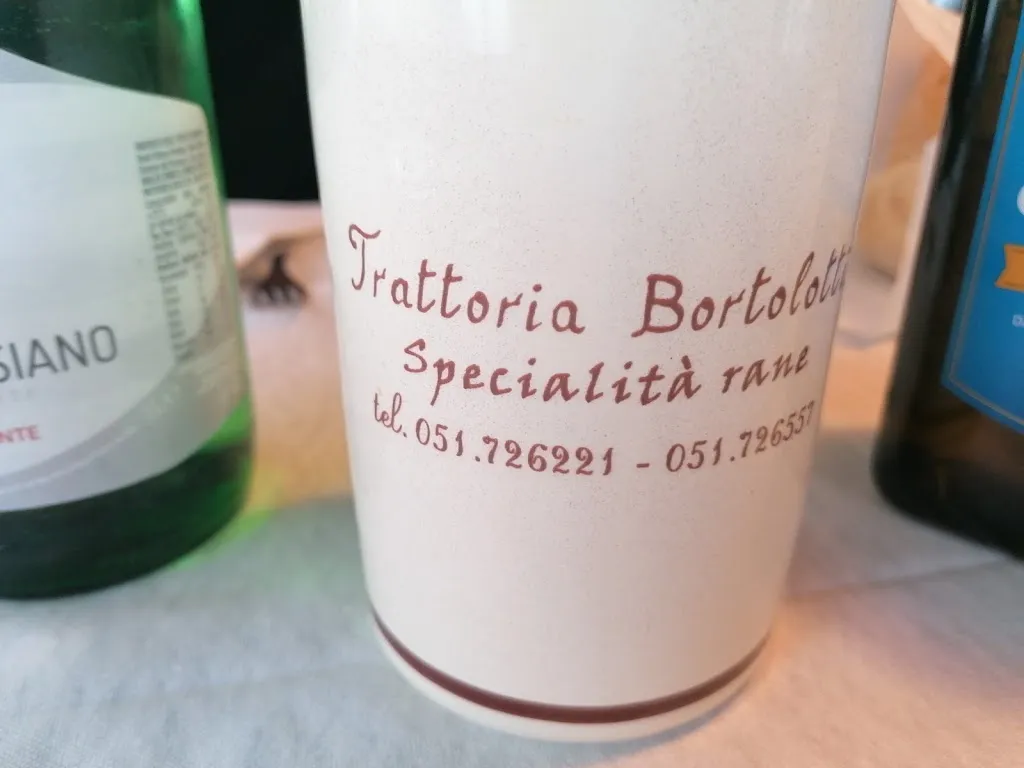 Trattoria Bortolotti
Specialità rane
tel. 051.726221 - 051.726557
SIANO
NTE